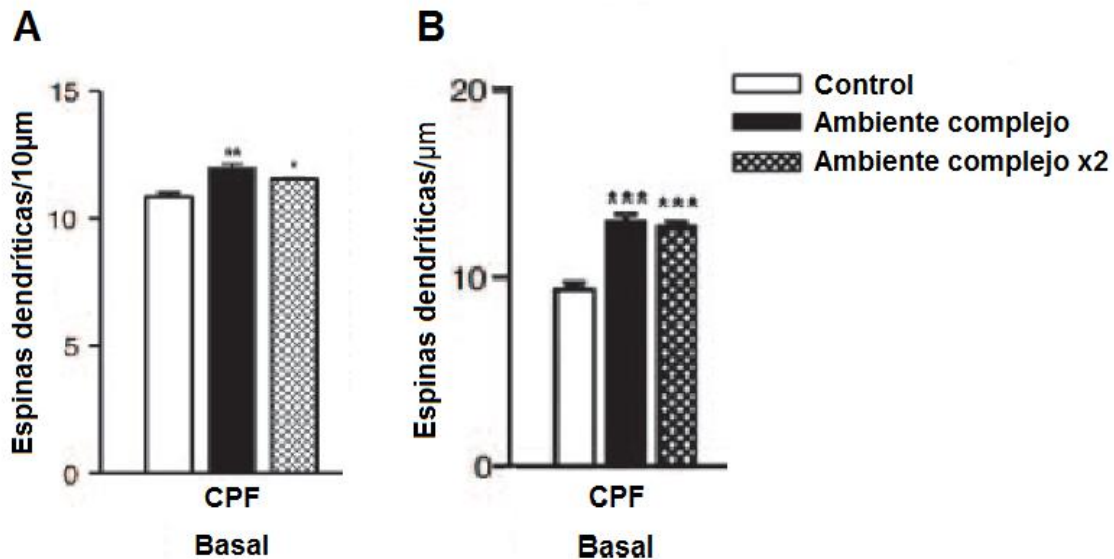 A
Espinas dendríticas/10µm
15
10
5
0
**
*
CPF
Basal
B
Espinas dendríticas/µm
20
10
0
***
***
CPF
Basal
Control
Ambiente complejo
Ambiente complejo x2